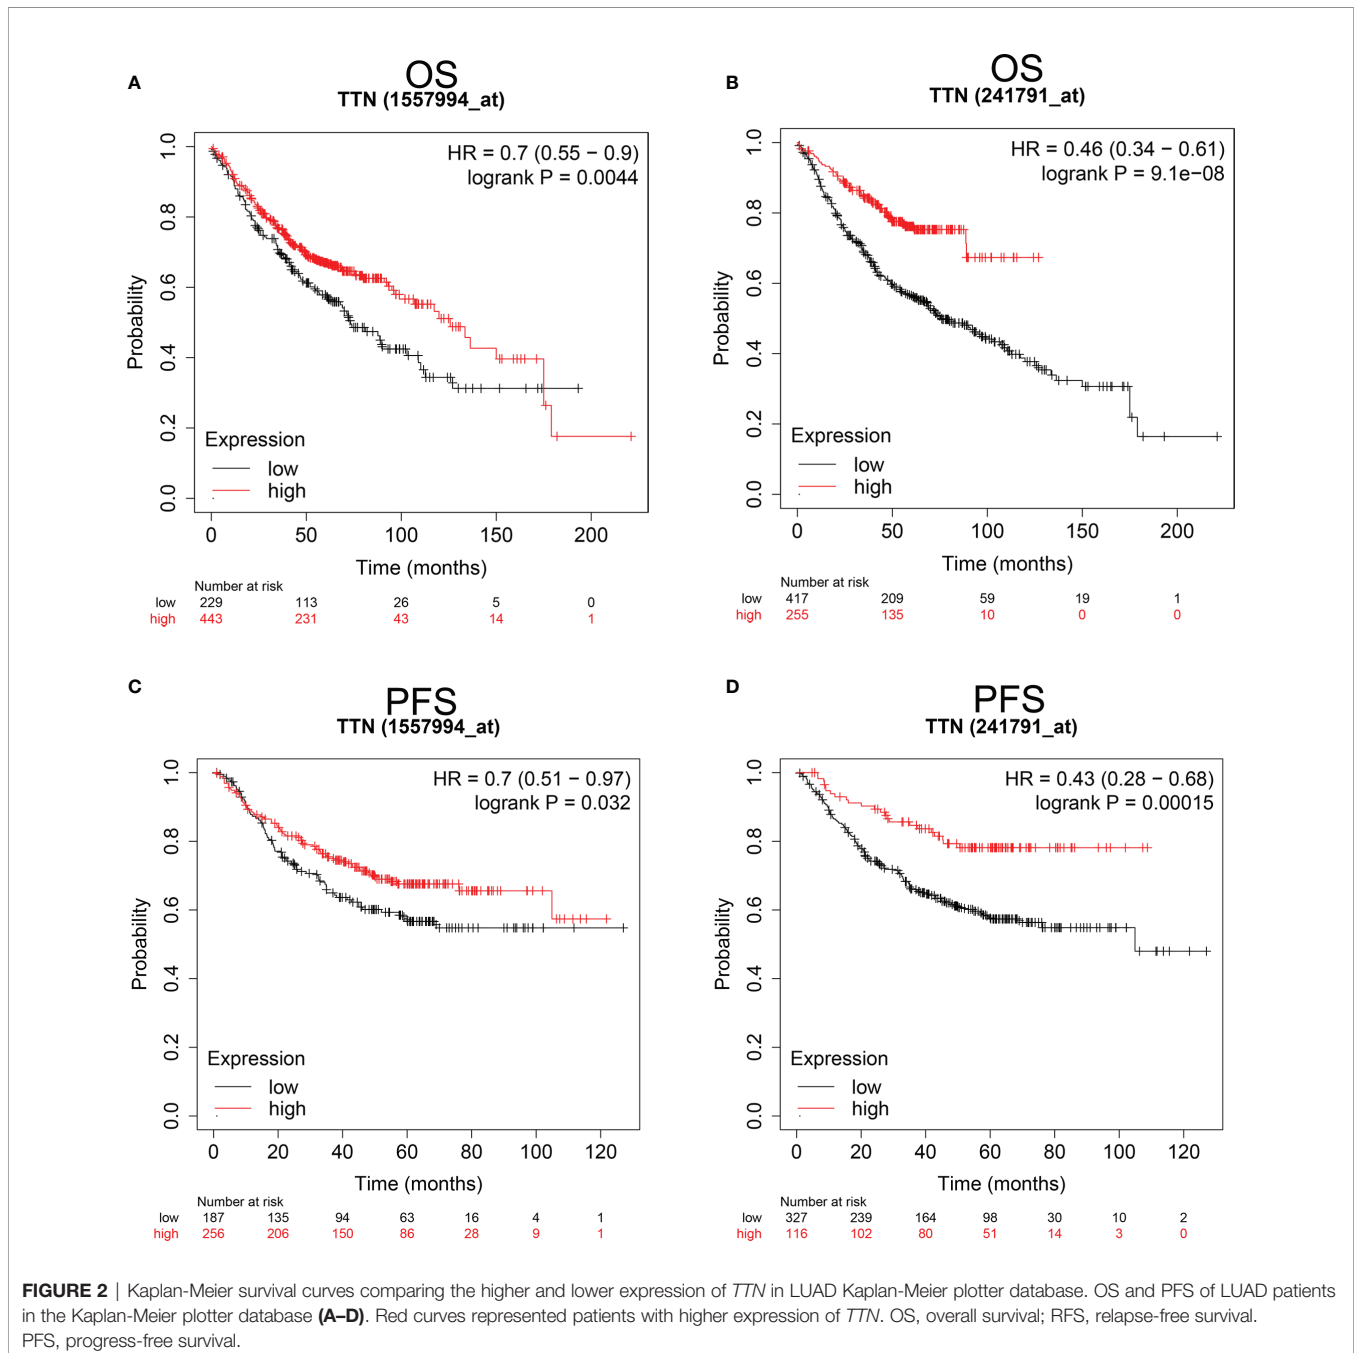 A
OS
TTN (1557994_at)
HR = 0.7 (0.55 − 0.9)
logrank P = 0.0044
Probability
1.0
0.8
0.6
0.4
0.2
0.0
Expression
low
high
0 50 100 150 200
Time (months)
Number at risk
low 229 113 26 5 0
high 443 231 43 14 1
B
OS
TTN (241791_at)
HR = 0.46 (0.34 − 0.61)
logrank P = 9.1e−08
Probability
1.0
0.8
0.6
0.4
0.2
0.0
Expression
low
high
0 50 100 150 200
Time (months)
Number at risk
low 417 209 59 19 1
high 255 135 10 0 0
C
PFS
TTN (1557994_at)
HR = 0.7 (0.51 − 0.97)
logrank P = 0.032
Probability
1.0
0.8
0.6
0.4
0.2
0.0
Expression
low
high
0 20 40 60 80 100 120
Time (months)
Number at risk
low 187 135 94 63 16 4 1
high 256 206 150 86 28 9 1
D
PFS
TTN (241791_at)
HR = 0.43 (0.28 − 0.68)
logrank P = 0.00015
Probability
1.0
0.8
0.6
0.4
0.2
0.0
Expression
low
high
0 20 40 60 80 100 120
Time (months)
Number at risk
low 327 239 164 98 30 10 2
high 116 102 80 51 14 3 0
FIGURE 2 | Kaplan-Meier survival curves comparing the higher and lower expression of TTN in LUAD Kaplan-Meier plotter database. OS and PFS of LUAD patients
in the Kaplan-Meier plotter database (A–D). Red curves represented patients with higher expression of TTN. OS, overall survival; RFS, relapse-free survival.
PFS, progress-free survival.